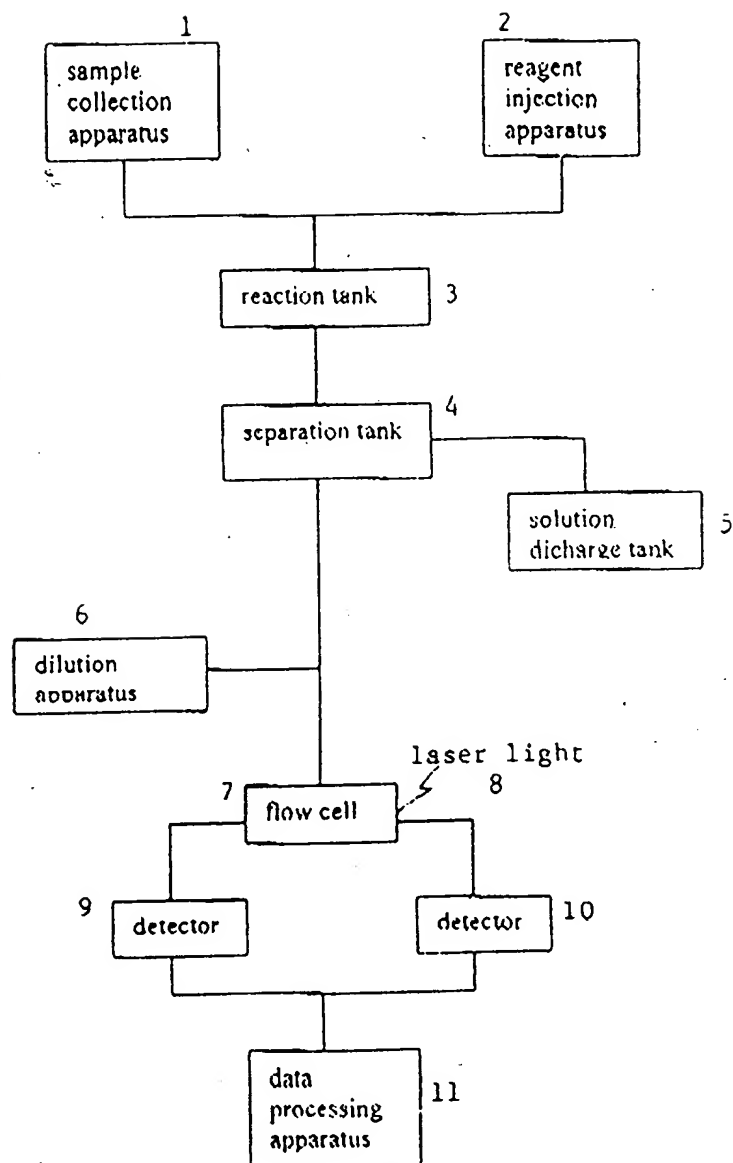 1
sample
collection
apparatus
2
reagent
injection
apparatus
reaction tank
3
separation tank
4
solution
dicharge tank
5
6
dilution
apparatus
laser light
8
7
flow cell
9
detector
detector
10
data
processing
apparatus
11